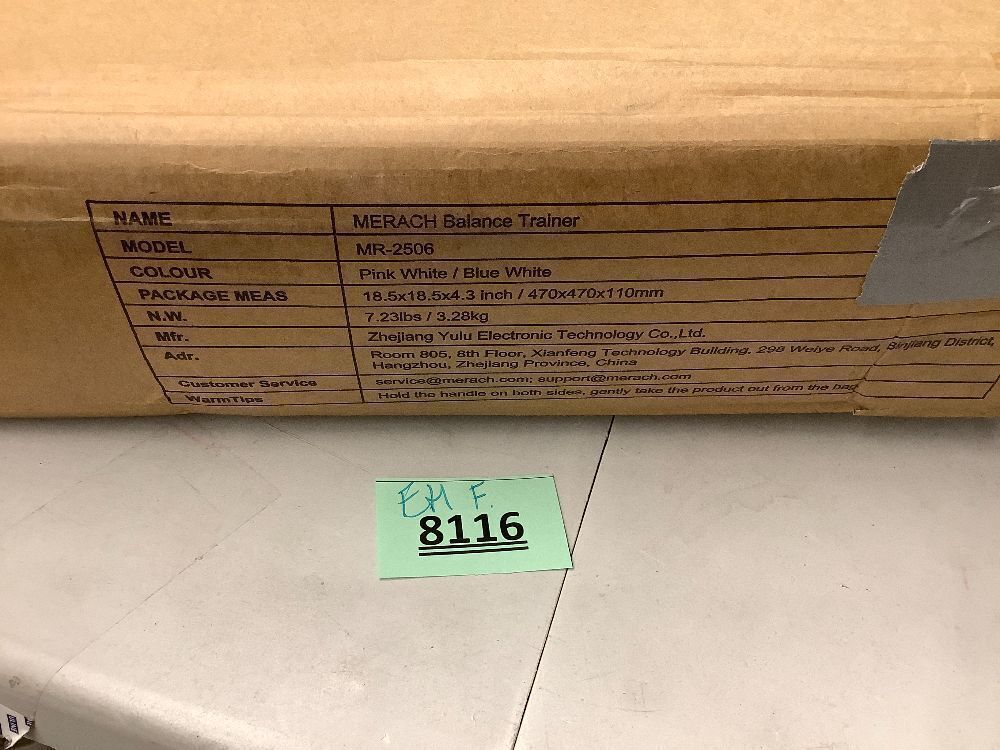 NAME MERACH Balance Trainer
MODEL MR-2506
COLOUR Pink White / Blue White
PACKAGE MEAS 18.5x18.5x4.3 inch / 470x470x110mm
N.W. 7.23lbs / 3.28kg
Mfr. Zhejiang Yulu Electronic Technology Co.,Ltd.
Adr. Room 805, 8th Floor, Xianfeng Technology Building, 298 Weiye Road, Binjiang District,
Hangzhou, Zhejiang Province, China
Customer Service service@merach.com; support@merach.com
WarmTips Hold the handle on both sides, gently take the product out from the bag
F.
8116